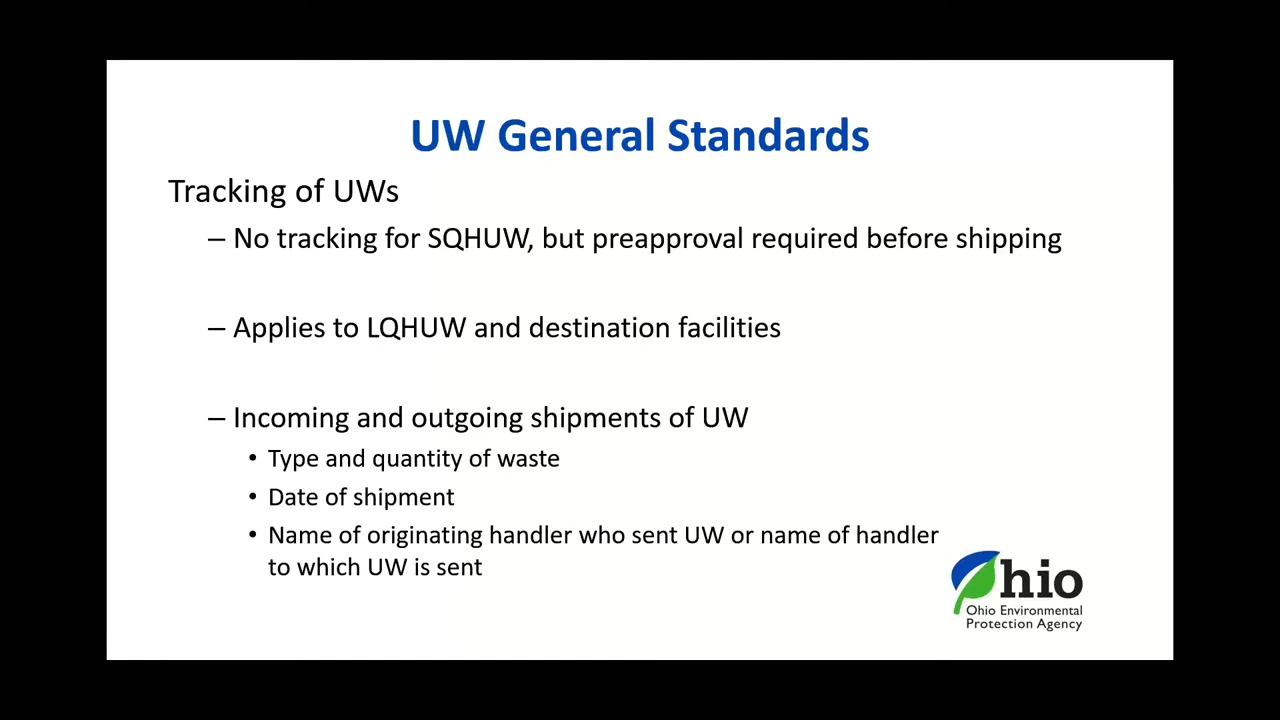 UW General Standards
Tracking of UWs
– No tracking for SQHUW, but preapproval required before shipping
– Applies to LQHUW and destination facilities
– Incoming and outgoing shipments of UW
• Type and quantity of waste
• Date of shipment
• Name of originating handler who sent UW or name of handler
to which UW is sent
Ohio
Ohio Environmental
Protection Agency